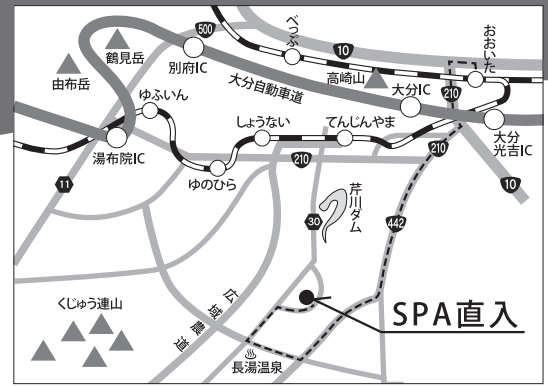 500
べっぷ
10
おおいた
鶴見岳
由布岳
別府IC
大分自動車道
高崎山
210
大分IC
ゆふいん
しょうない
てんじんやま
大分
光吉IC
湯布院IC
210
210
ゆのひら
11
芹川ダム
10
30
442
くじゅう連山
広域農道
SPA直入
長湯温泉